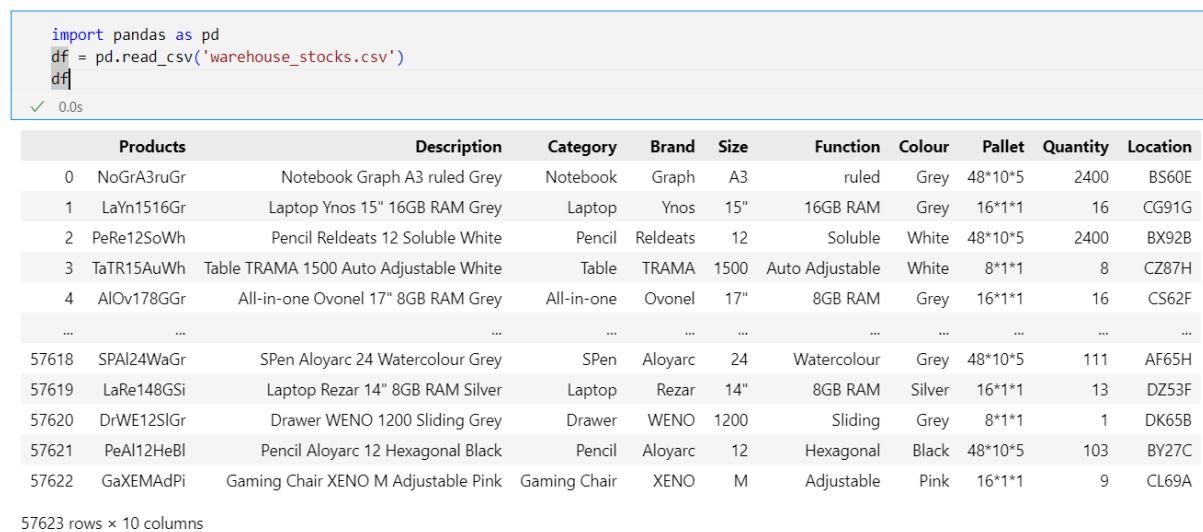 import pandas as pd
df = pd.read_csv('warehouse_stocks.csv')
df
✓ 0.0s
Products Description Category Brand Size Function Colour Pallet Quantity Location
0 NoGrA3ruGr Notebook Graph A3 ruled Grey Notebook Graph A3 ruled Grey 48*10*5 2400 BS60E
1 LaYn1516Gr Laptop Ynos 15" 16GB RAM Grey Laptop Ynos 15" 16GB RAM Grey 16*1*1 16 CG91G
2 PeRe12SoWh Pencil Reldeats 12 Soluble White Pencil Reldeats 12 Soluble White 48*10*5 2400 BX92B
3 TaTR15AuWh Table TRAMA 1500 Auto Adjustable White Table TRAMA 1500 Auto Adjustable White 8*1*1 8 CZ87H
4 AlOv178GGr All-in-one Ovonel 17" 8GB RAM Grey All-in-one Ovonel 17" 8GB RAM Grey 16*1*1 16 CS62F
... ... ... ... ... ... ... ... ... ... ...
57618 SPAl24WaGr SPen Aloyarc 24 Watercolour Grey SPen Aloyarc 24 Watercolour Grey 48*10*5 111 AF65H
57619 LaRe148GSi Laptop Rezar 14" 8GB RAM Silver Laptop Rezar 14" 8GB RAM Silver 16*1*1 13 DZ53F
57620 DrWE12SlGr Drawer WENO 1200 Sliding Grey Drawer WENO 1200 Sliding Grey 8*1*1 1 DK65B
57621 PeAl12HeBl Pencil Aloyarc 12 Hexagonal Black Pencil Aloyarc 12 Hexagonal Black 48*10*5 103 BY27C
57622 GaXEMAdPi Gaming Chair XENO M Adjustable Pink Gaming Chair XENO M Adjustable Pink 16*1*1 9 CL69A
57623 rows × 10 columns